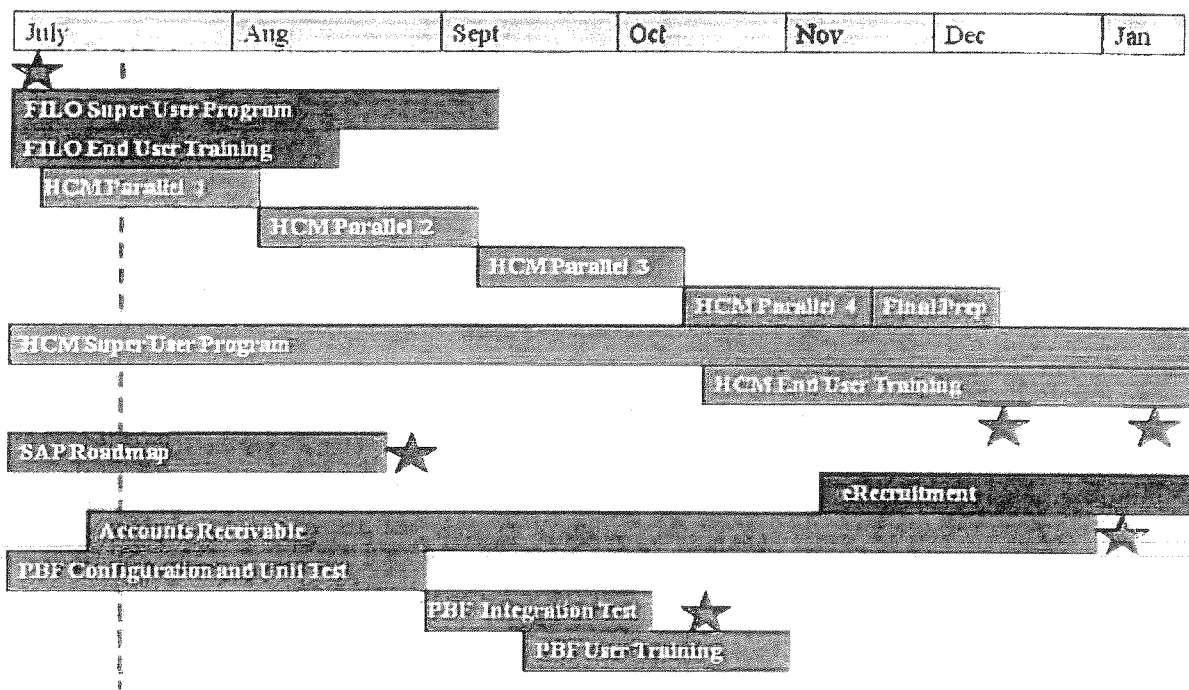 July Aug Sept Oct Nov Dec Jan
FILO Super User Program
FILO End User Training
HCM Parallel 1
HCM Parallel 2
HCM Parallel 3
HCM Parallel 4 Final Prep
HCM Super User Program
HCM End User Training
SAP Roadmap
eRecruitment
Accounts Receivable
PBF Configuration and Unit Test
PBF Integration Test
PBF User Training